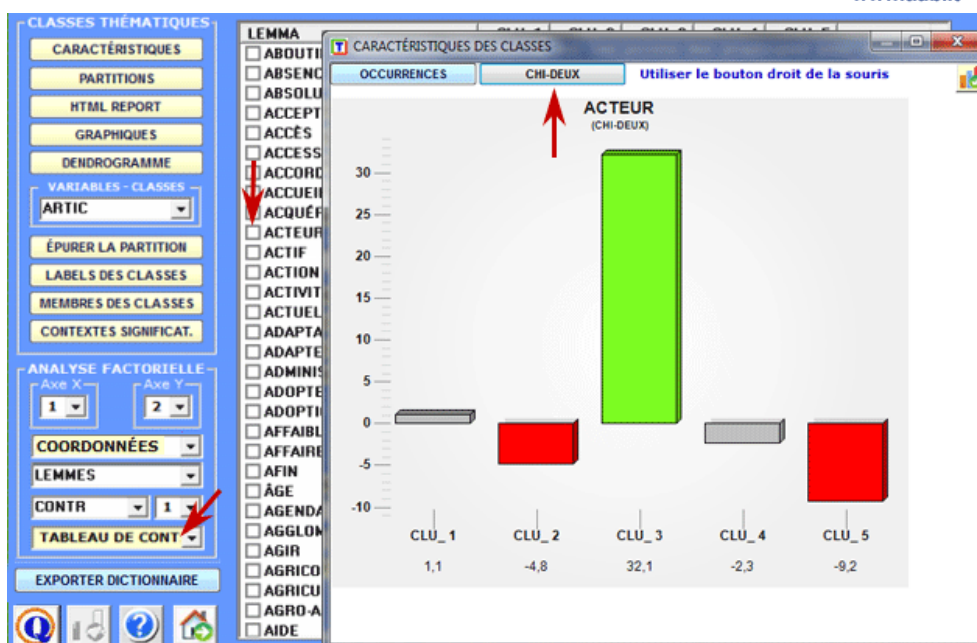 CLASSES THÉMATIQUES
CARACTÉRISTIQUES
PARTITIONS
HTML REPORT
GRAPHIQUES
DENDROGRAMME
VARIABLES - CLASSES
ARTIC
ÉPURER LA PARTITION
LABELS DES CLASSES
MEMBRES DES CLASSES
CONTEXTES SIGNIFICAT.
ANALYSE FACTORIELLE
Axe X
Axe Y
1
2
COORDONNÉES
LEMMES
CONTR
1
TABLEAU DE CONT
EXPORTER DICTIONNAIRE
LEMMA
ABOUTI
ABSENC
ABSOLU
ACCEPT
ACCÈS
ACCESS
ACCORD
ACCUEIL
ACQUÉR
ACTEUR
ACTIF
ACTION
ACTIVIT
ACTUEL
ADAPTA
ADAPTE
ADMINIS
ADOPTE
ADOPTI
AFFAIBL
AFFAIRE
AFIN
ÂGE
AGENDA
AGGLOM
AGIR
AGRICO
AGRICU
AGRO-A
AIDE
CARACTÉRISTIQUES DES CLASSES
OCCURRENCES
CHI-DEUX
Utiliser le bouton droit de la souris
ACTEUR
(CHI-DEUX)
30
25
20
15
10
5
0
-5
-10
CLU_1 CLU_2 CLU_3 CLU_4 CLU_5
1,1 -4,8 32,1 -2,3 -9,2